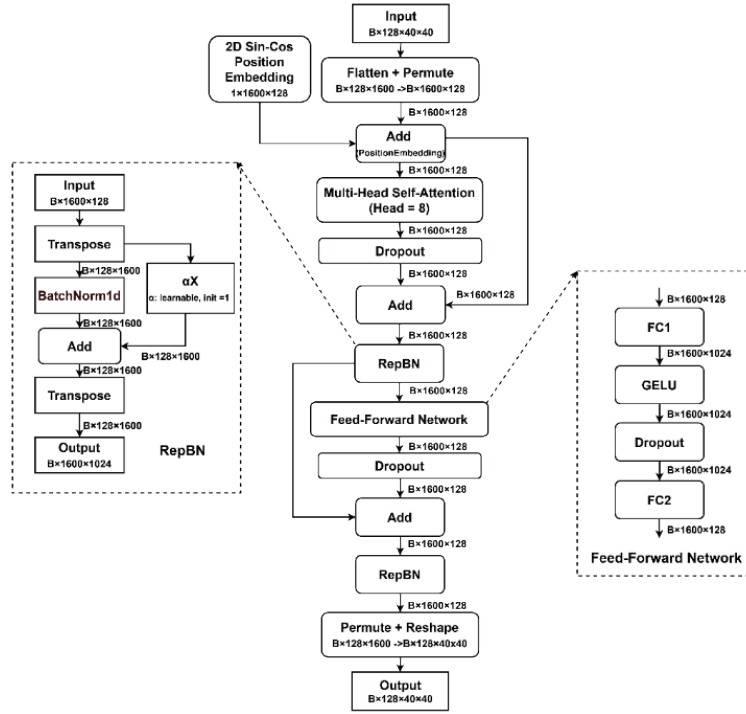 Input
B×128×40×40
2D Sin-Cos
Position
Embedding
1×1600×128
Flatten + Permute
B×128×1600 ->B×1600×128
B×1600×128
Add
(PositionEmbedding)
B×1600×128
Multi-Head Self-Attention
(Head = 8)
B×1600×128
Dropout
B×1600×128
Add
B×1600×128
B×1600×128
RepBN
B×1600×128
Feed-Forward Network
B×1600×128
Dropout
B×1600×128
Add
B×1600×128
RepBN
B×1600×128
Permute + Reshape
B×128×1600 ->B×128×40×40
Output
B×128×40×40
Input
B×1600×128
Transpose
B×128×1600
BatchNorm1d
αX
α: learnable, init =1
B×128×1600
Add
B×128×1600
B×128×1600
Transpose
B×128×1600
Output
B×1600×1024
RepBN
B×1600×128
FC1
B×1600×1024
GELU
B×1600×1024
Dropout
B×1600×1024
FC2
B×1600×128
Feed-Forward Network